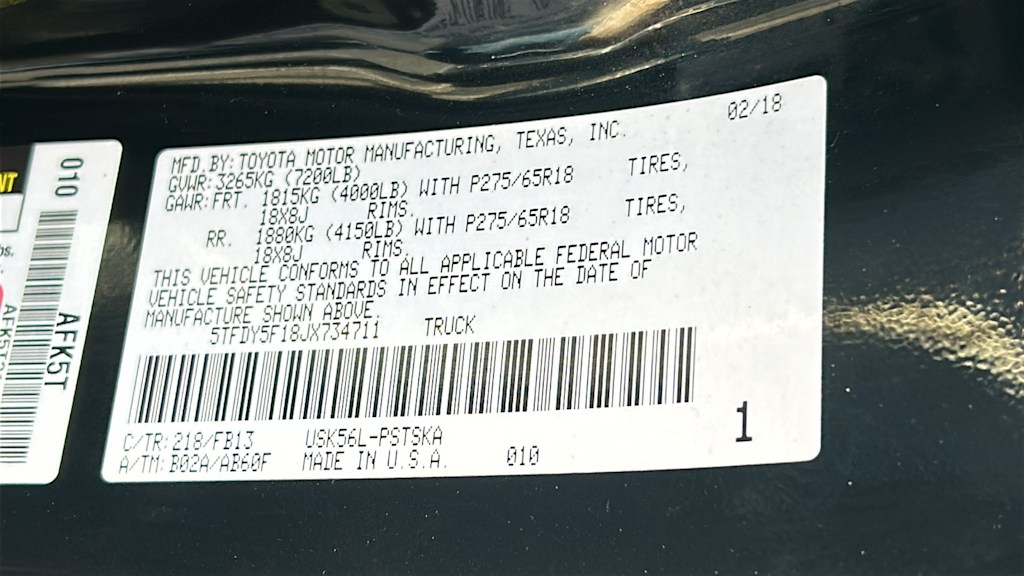 02/18
MFD.BY:TOYOTA MOTOR MANUFACTURING, TEXAS, INC.
GVWR:3265KG (7200LB)
GAWR:FRT. 1815KG (4000LB) WITH P275/65R18 TIRES,
18X8J RIMS.
RR. 1880KG (4150LB) WITH P275/65R18 TIRES,
18X8J RIMS.
THIS VEHICLE CONFORMS TO ALL APPLICABLE FEDERAL MOTOR
VEHICLE SAFETY STANDARDS IN EFFECT ON THE DATE OF
MANUFACTURE SHOWN ABOVE.
5TFDY5F18JX734711 TRUCK
C/TR:218/FB13 USK56L-PSTSKA
A/TM:B02A/AB60F MADE IN U.S.A. 010
1
010
AFK5T
NT